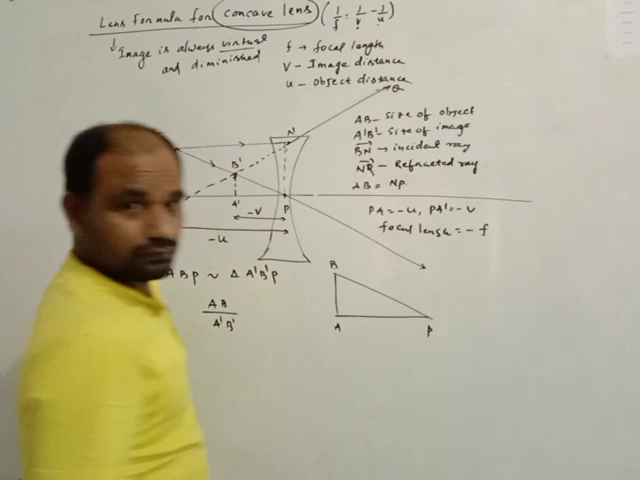 Lens formula for concave lens (1/f = 1/v - 1/u)
↓ Image is always virtual
and diminished
f → focal length
V - Image distance
u - object distance
Q
AB - Size of object
A'B' - Size of image
BN → incident ray
NQ → Refracted ray
AB = NP
PA = -u, PA' = -V
focal length = -f
N
B'
A'
P
-V
-u
ABP ~ Δ A'B'P
AB
A'B'
B
A
P